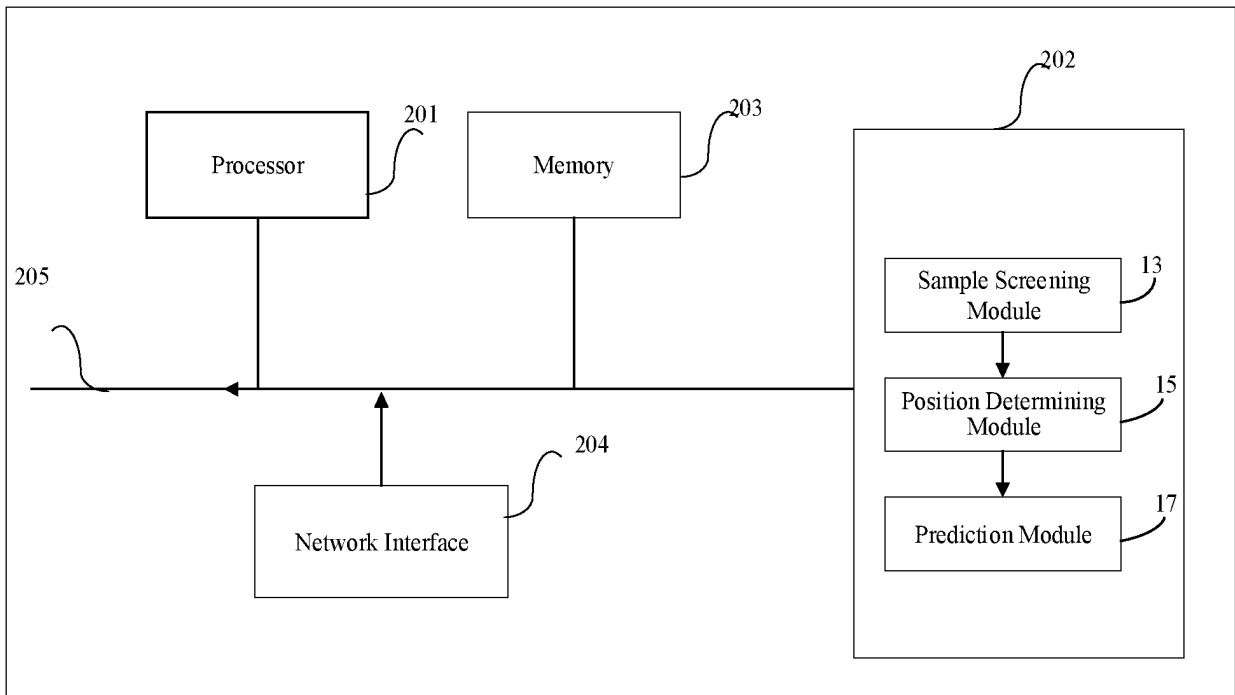 202
201
203
Processor
Memory
205
Sample Screening
Module
13
Position Determining
Module
15
204
Network Interface
Prediction Module
17